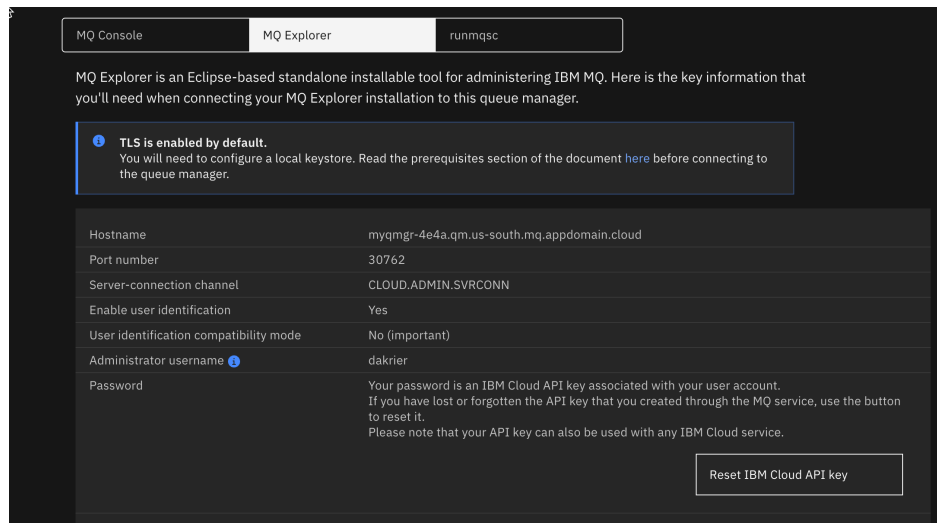 MQ Console MQ Explorer runmqsc
MQ Explorer is an Eclipse-based standalone installable tool for administering IBM MQ. Here is the key information that
you'll need when connecting your MQ Explorer installation to this queue manager.
TLS is enabled by default.
You will need to configure a local keystore. Read the prerequisites section of the document here before connecting to
the queue manager.
Hostname myqmgr-4e4a.qm.us-south.mq.appdomain.cloud
Port number 30762
Server-connection channel CLOUD.ADMIN.SVRCONN
Enable user identification Yes
User identification compatibility mode No (important)
Administrator username dakrier
Password Your password is an IBM Cloud API key associated with your user account.
If you have lost or forgotten the API key that you created through the MQ service, use the button
to reset it.
Please note that your API key can also be used with any IBM Cloud service.
Reset IBM Cloud API key